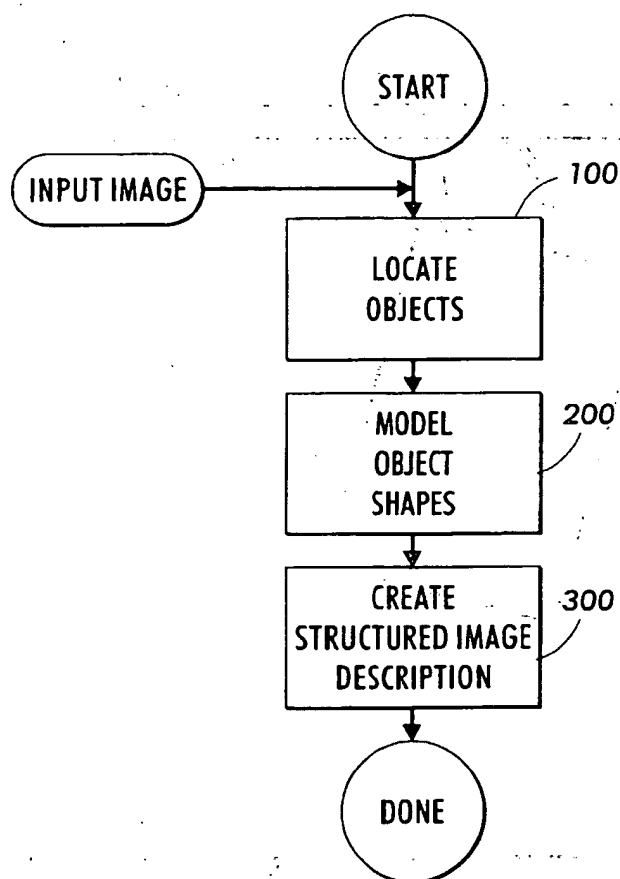 START
INPUT IMAGE
100
LOCATE
OBJECTS
200
MODEL
OBJECT
SHAPES
300
CREATE
STRUCTURED IMAGE
DESCRIPTION
DONE